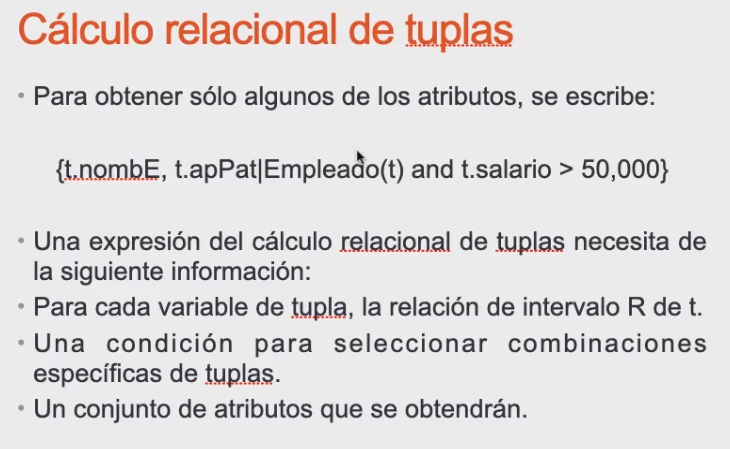 Cálculo relacional de tuplas
• Para obtener sólo algunos de los atributos, se escribe:
{t.nombE, t.apPat|Empleado(t) and t.salario > 50,000}
• Una expresión del cálculo relacional de tuplas necesita de
la siguiente información:
• Para cada variable de tupla, la relación de intervalo R de t.
• Una condición para seleccionar combinaciones
específicas de tuplas.
• Un conjunto de atributos que se obtendrán.